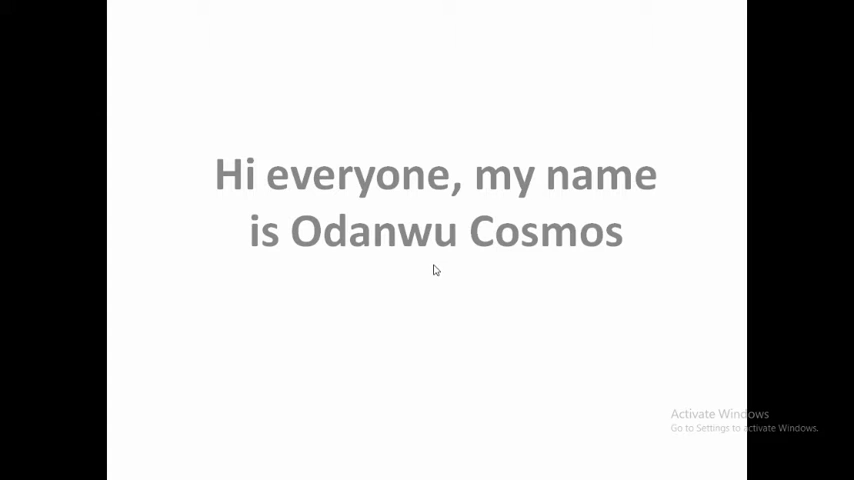 Hi everyone, my name
is Odanwu Cosmos
Activate Windows
Go to Settings to activate Windows.